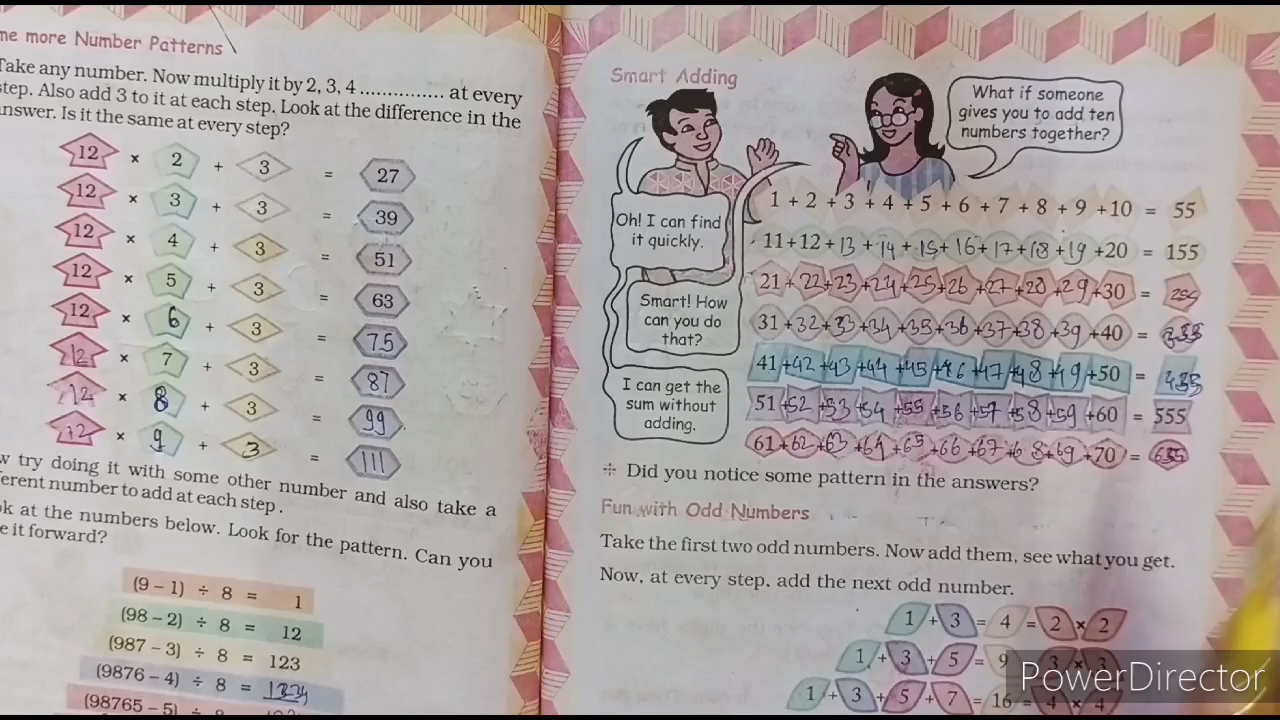 me more Number Patterns
Take any number. Now multiply it by 2, 3, 4 ................ at every
step. Also add 3 to it at each step. Look at the difference in the
answer. Is it the same at every step?
12 × 2 + 3 = 27
12 × 3 + 3 = 39
12 × 4 + 3 = 51
12 × 5 + 3 = 63
12 × 6 + 3 = 75
12 × 7 + 3 = 87
12 × 8 + 3 = 99
12 × 9 + 3 = 111
w try doing it with some other number and also take a
ferent number to add at each step.
ok at the numbers below. Look for the pattern. Can you
e it forward?
(9 – 1) ÷ 8 = 1
(98 – 2) ÷ 8 = 12
(987 – 3) ÷ 8 = 123
(9876 – 4) ÷ 8 = 1234
(98765 – 5) ÷ 8
Smart Adding
What if someone
gives you to add ten
numbers together?
Oh! I can find
it quickly.
Smart! How
can you do
that?
I can get the
sum without
adding.
1 + 2 + 3 + 4 + 5 + 6 + 7 + 8 + 9 + 10 = 55
11 + 12 + 13 + 14 + 15 + 16 + 17 + 18 + 19 + 20 = 155
21 + 22 + 23 + 24 + 25 + 26 + 27 + 28 + 29 + 30 =
31 + 32 + 33 + 34 + 35 + 36 + 37 + 38 + 39 + 40 =
41 + 42 + 43 + 44 + 45 + 46 + 47 + 48 + 49 + 50 =
51 + 52 + 53 + 54 + 55 + 56 + 57 + 58 + 59 + 60 = 555
61 + 62 + 63 + 64 + 65 + 66 + 67 + 68 + 69 + 70 = 655
Did you notice some pattern in the answers?
Fun with Odd Numbers
Take the first two odd numbers. Now add them, see what you get.
Now, at every step, add the next odd number.
1 + 3 = 4 = 2 × 2
1 + 3 + 5 = 9 3 × 3
1 + 3 + 5 + 7 = 16 = 4 × 4
PowerDirector